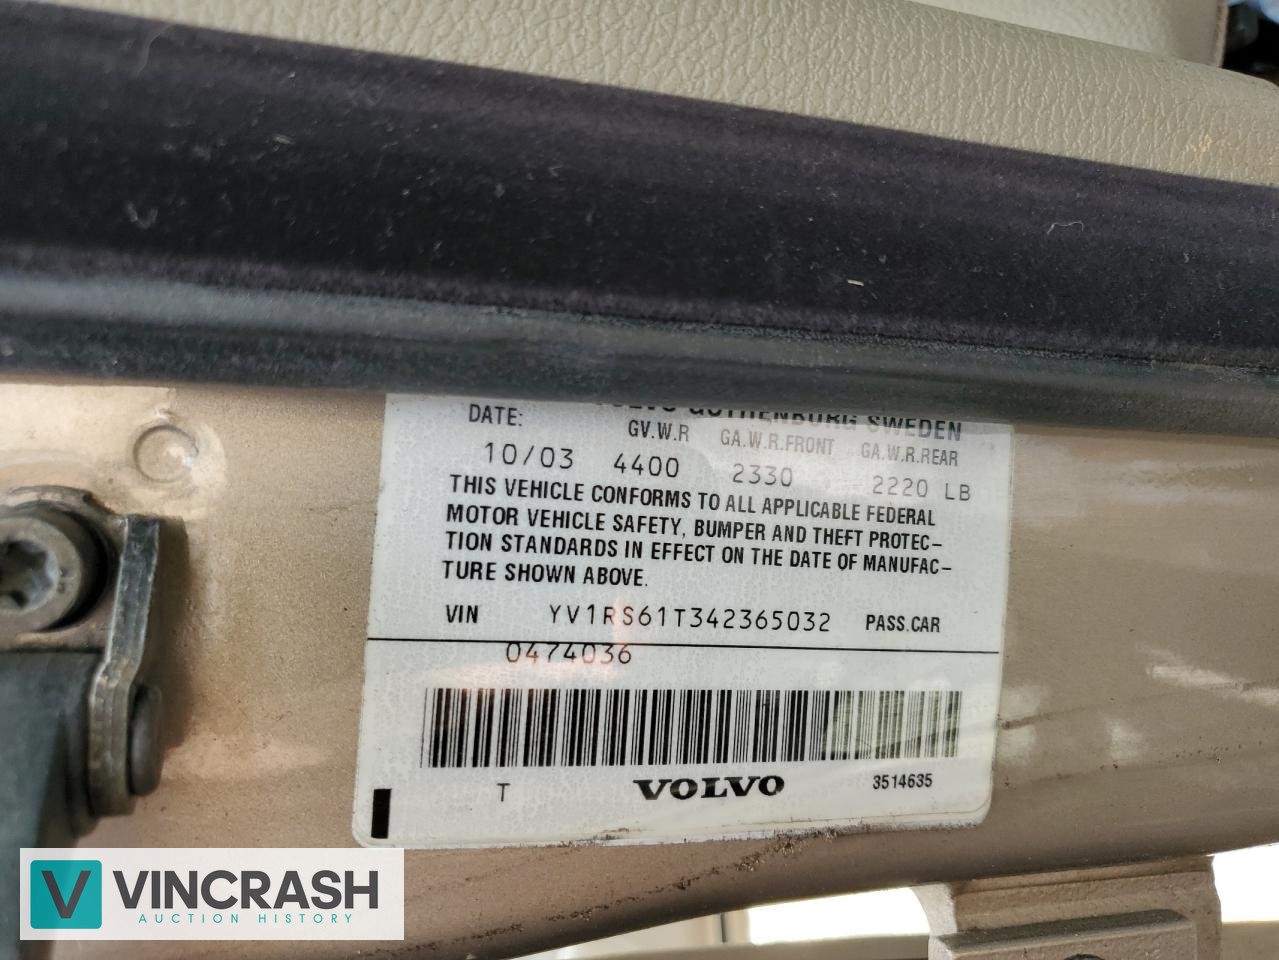 VOLVO GOTHENBURG SWEDEN
DATE: GV.W.R GA.W.R.FRONT GA.W.R.REAR
10/03 4400 2330 2220 LB
THIS VEHICLE CONFORMS TO ALL APPLICABLE FEDERAL
MOTOR VEHICLE SAFETY, BUMPER AND THEFT PROTEC-
TION STANDARDS IN EFFECT ON THE DATE OF MANUFAC-
TURE SHOWN ABOVE.
VIN YV1RS61T342365032 PASS.CAR
0474036
T VOLVO 3514635
V VINCRASH
AUCTION HISTORY